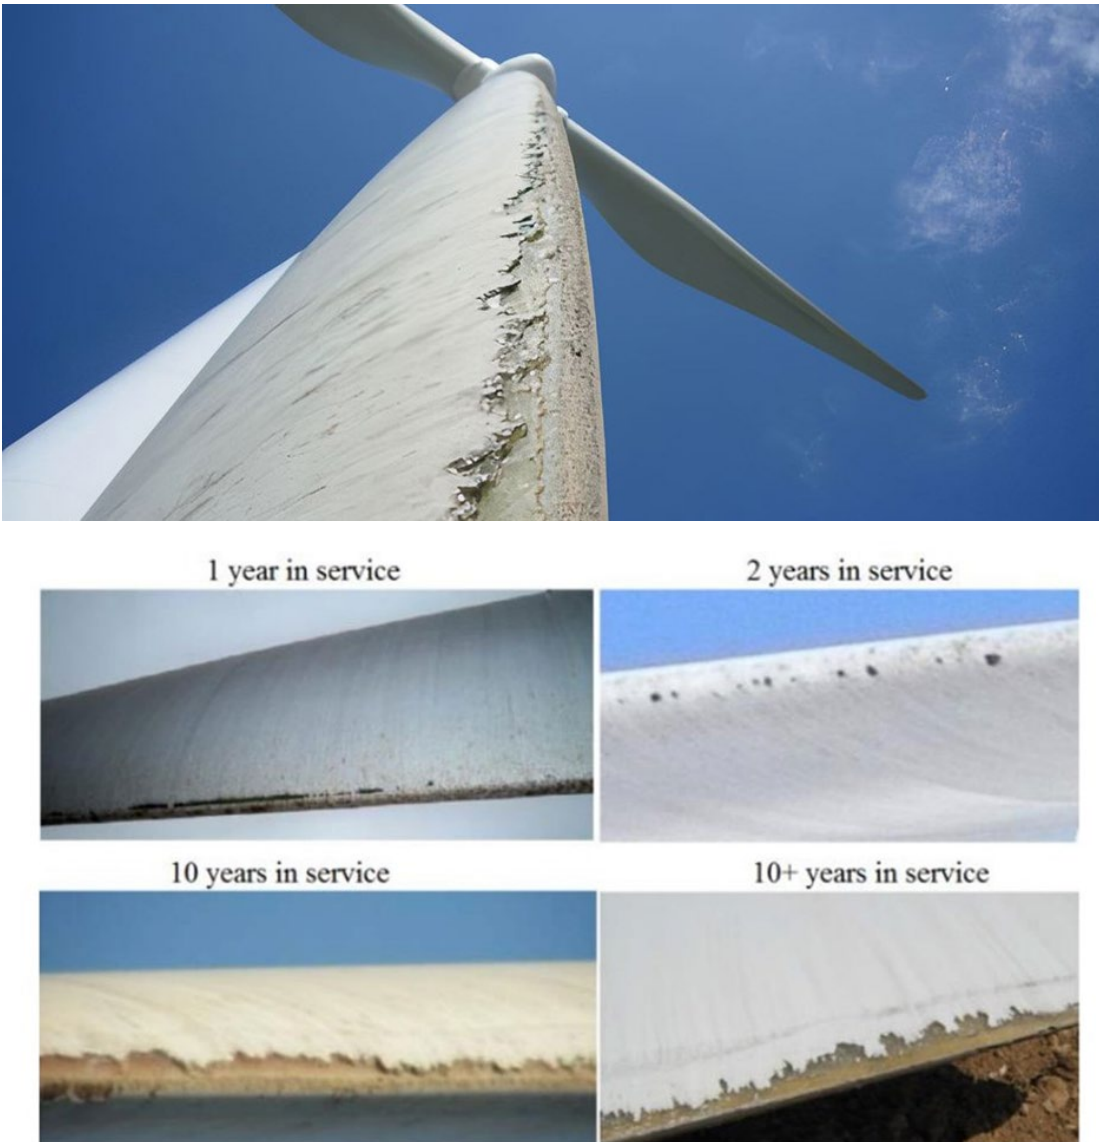 1 year in service
2 years in service
10 years in service
10+ years in service